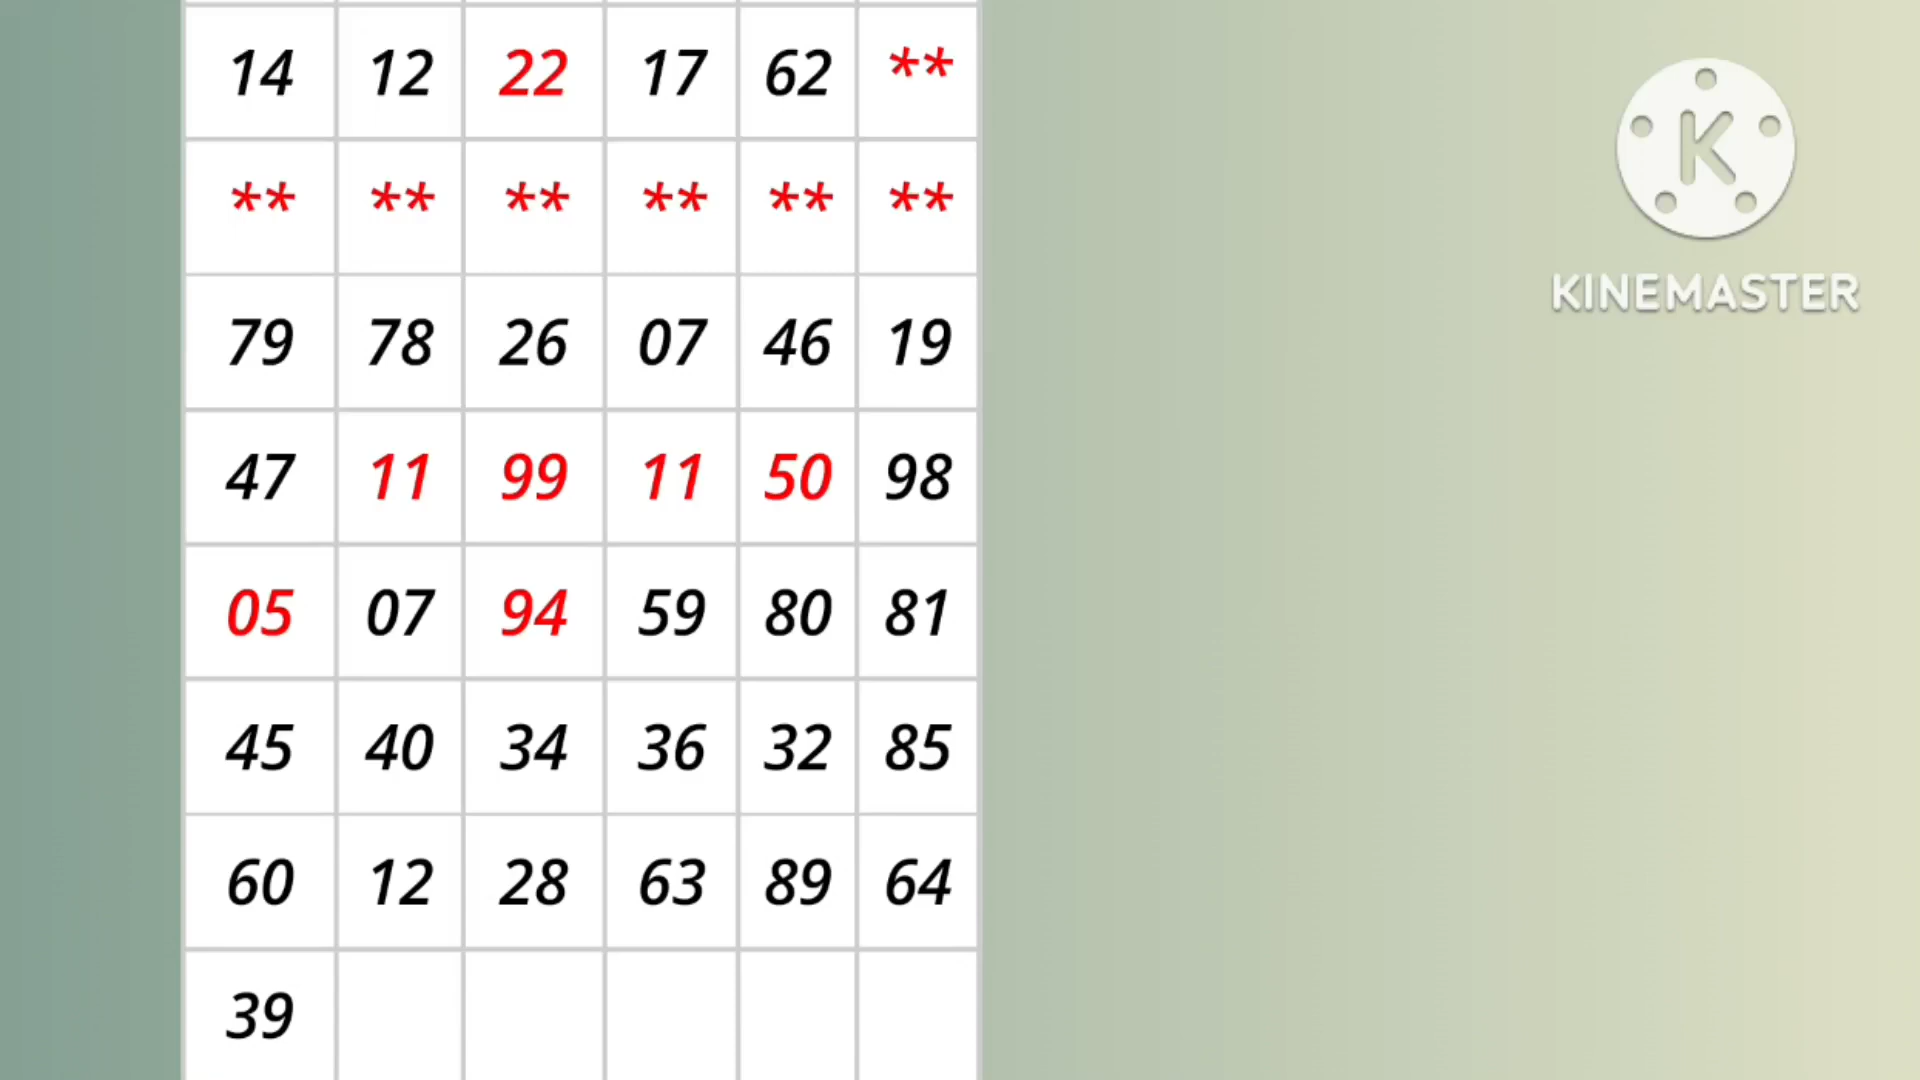 14 12 22 17 62 **
** ** ** ** ** **
79 78 26 07 46 19
47 11 99 11 50 98
05 07 94 59 80 81
45 40 34 36 32 85
60 12 28 63 89 64
39
K
KINEMASTER